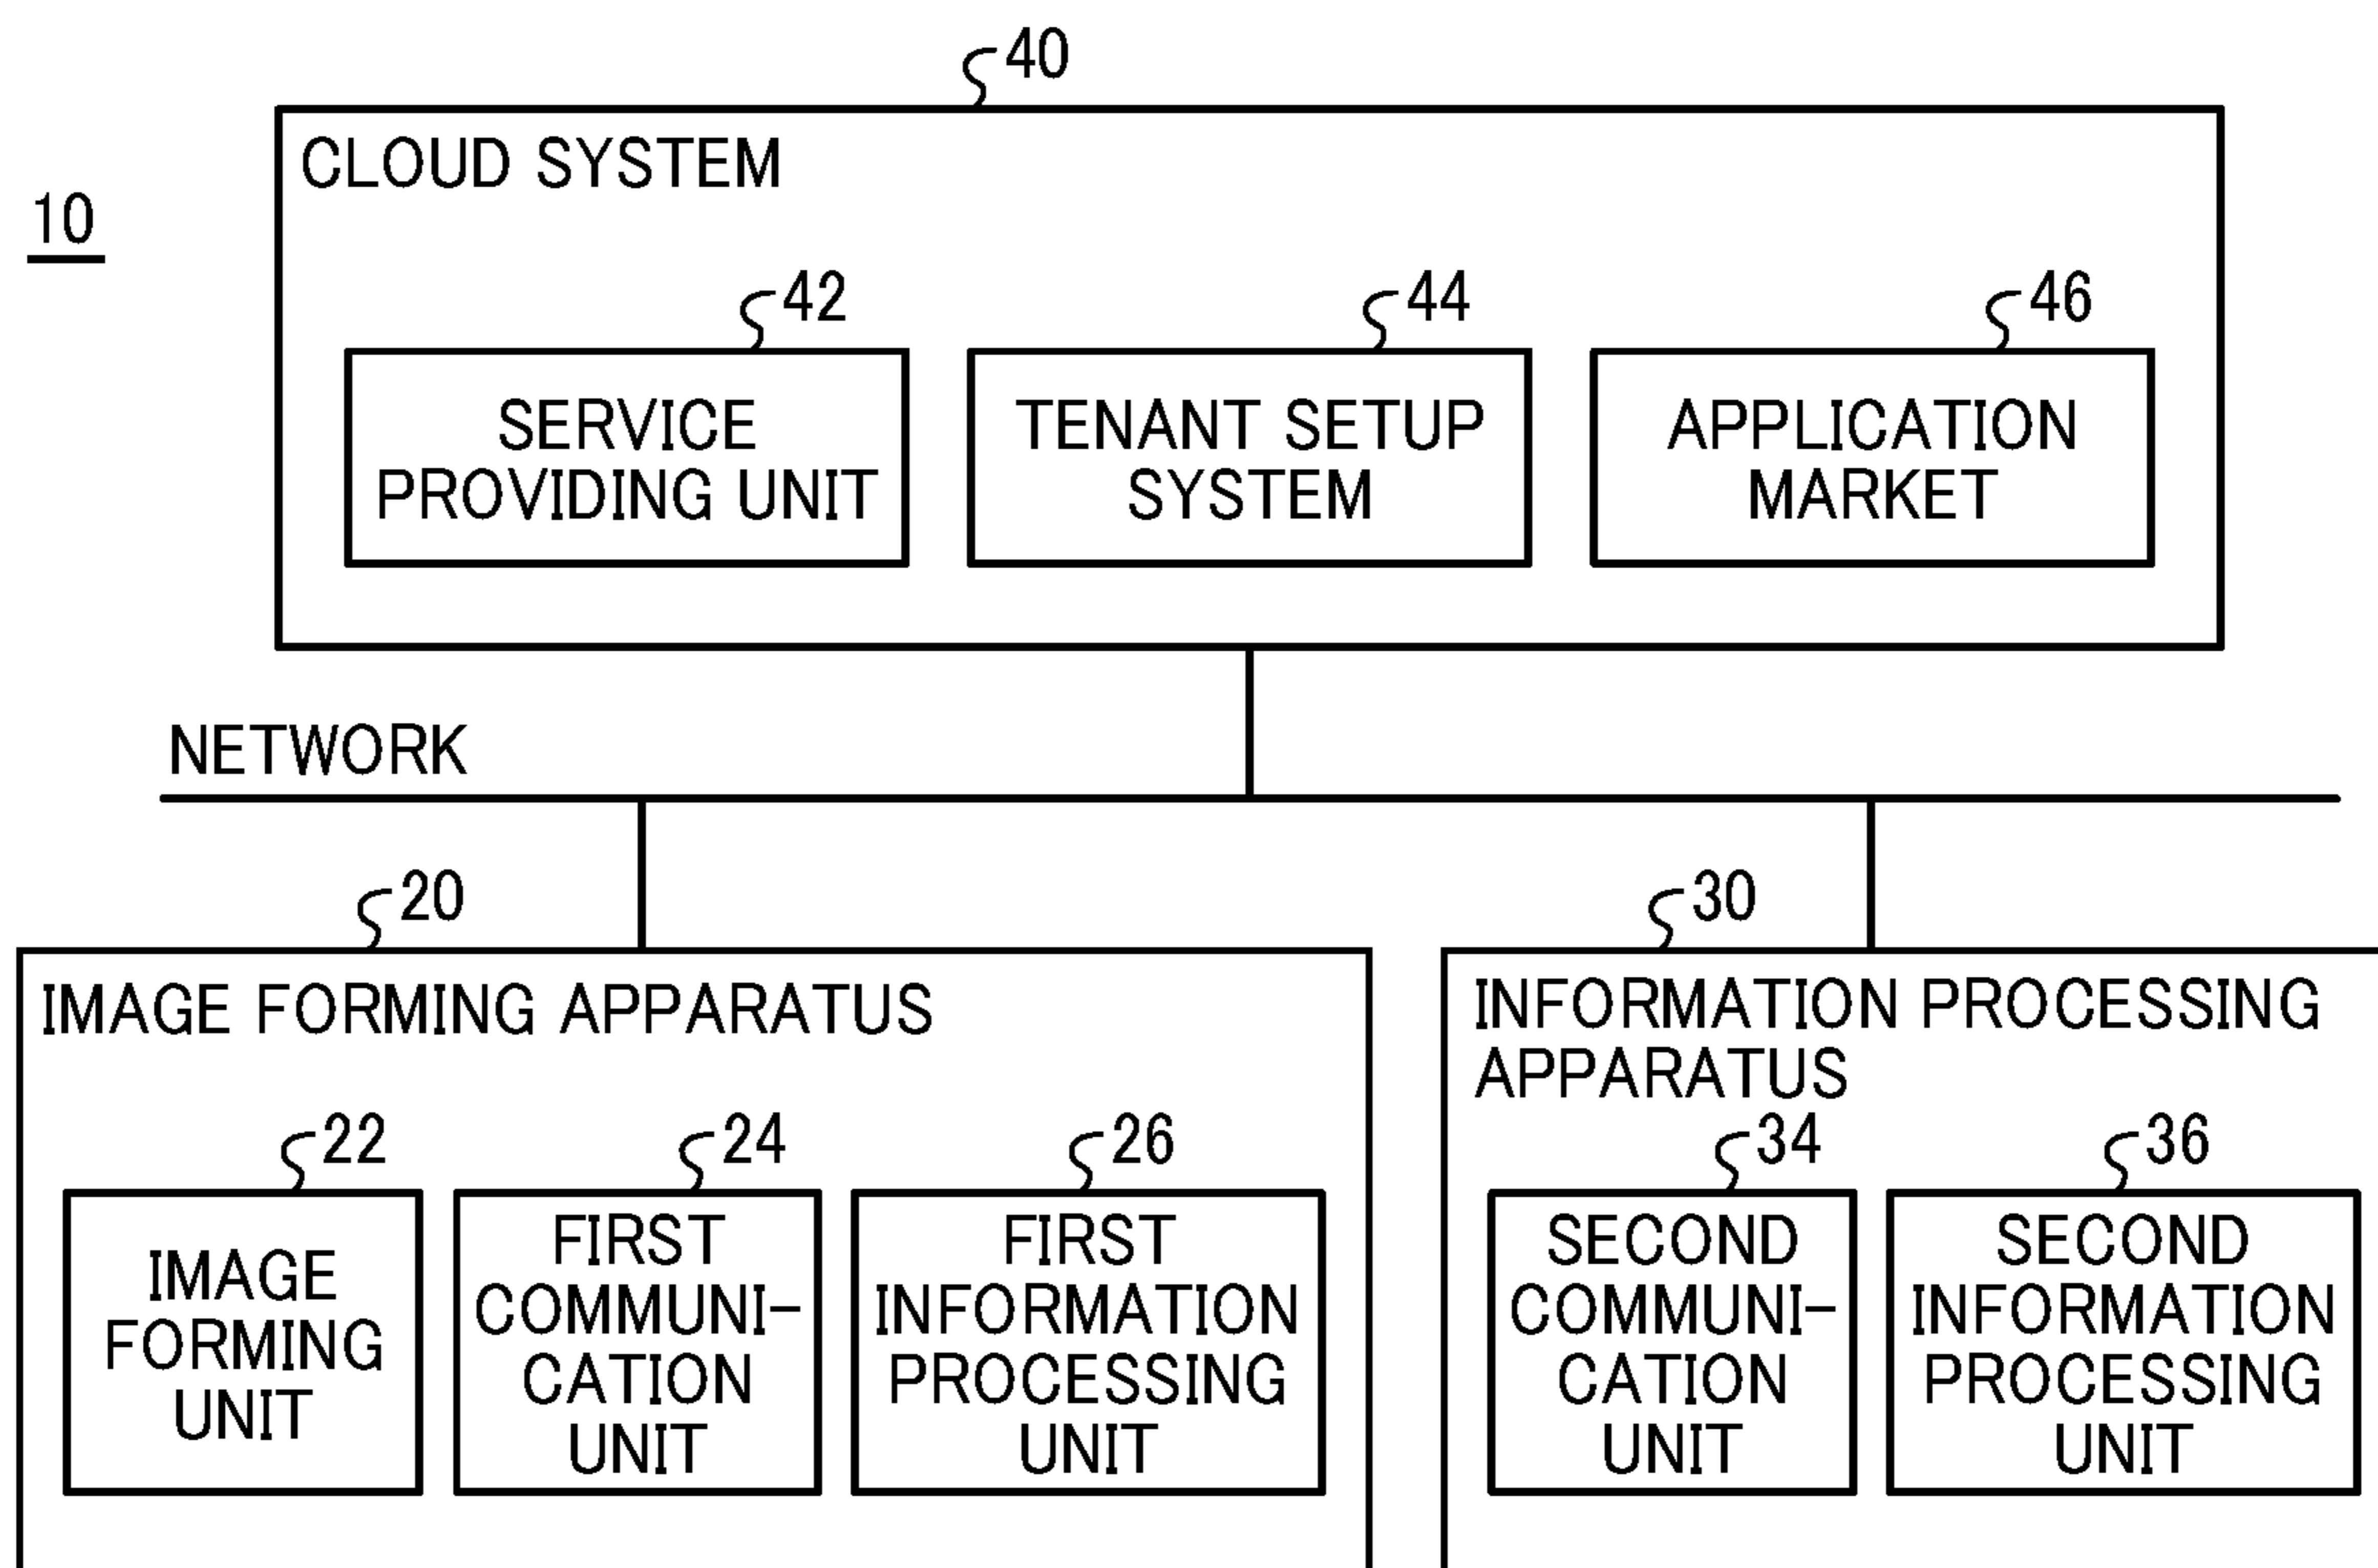 40
CLOUD SYSTEM
10
42
44
46
SERVICE
PROVIDING UNIT
TENANT SETUP
SYSTEM
APPLICATION
MARKET
NETWORK
20
30
IMAGE FORMING APPARATUS
INFORMATION PROCESSING
APPARATUS
22
24
26
34
36
IMAGE
FORMING
UNIT
FIRST
COMMUNI-
CATION
UNIT
FIRST
INFORMATION
PROCESSING
UNIT
SECOND
COMMUNI-
CATION
UNIT
SECOND
INFORMATION
PROCESSING
UNIT